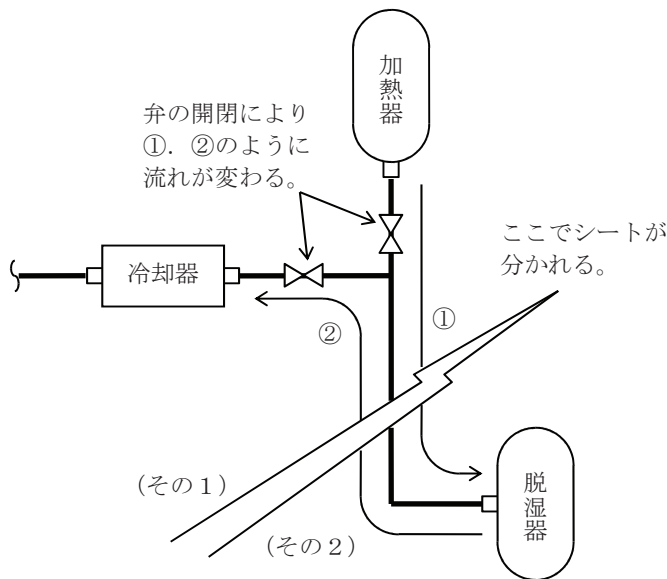 加熱器
弁の開閉により
①．②のように
流れが変わる。
ここでシートが
分かれる。
冷却器
②
①
（その１）
（その２）
脱湿器